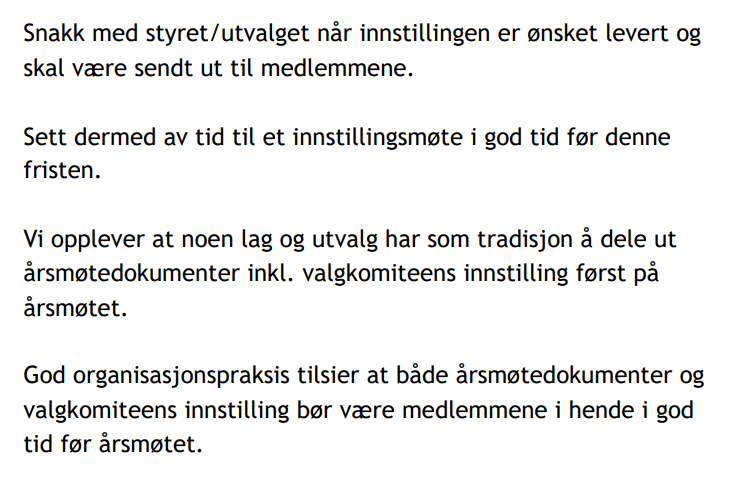 Snakk med styret/utvalget når innstillingen er ønsket levert og
skal være sendt ut til medlemmene.
Sett dermed av tid til et innstillingsmøte i god tid før denne
fristen.
Vi opplever at noen lag og utvalg har som tradisjon å dele ut
årsmøtedokumenter inkl. valgkomiteens innstilling først på
årsmøtet.
God organisasjonspraksis tilsier at både årsmøtedokumenter og
valgkomiteens innstilling bør være medlemmene i hende i god
tid før årsmøtet.